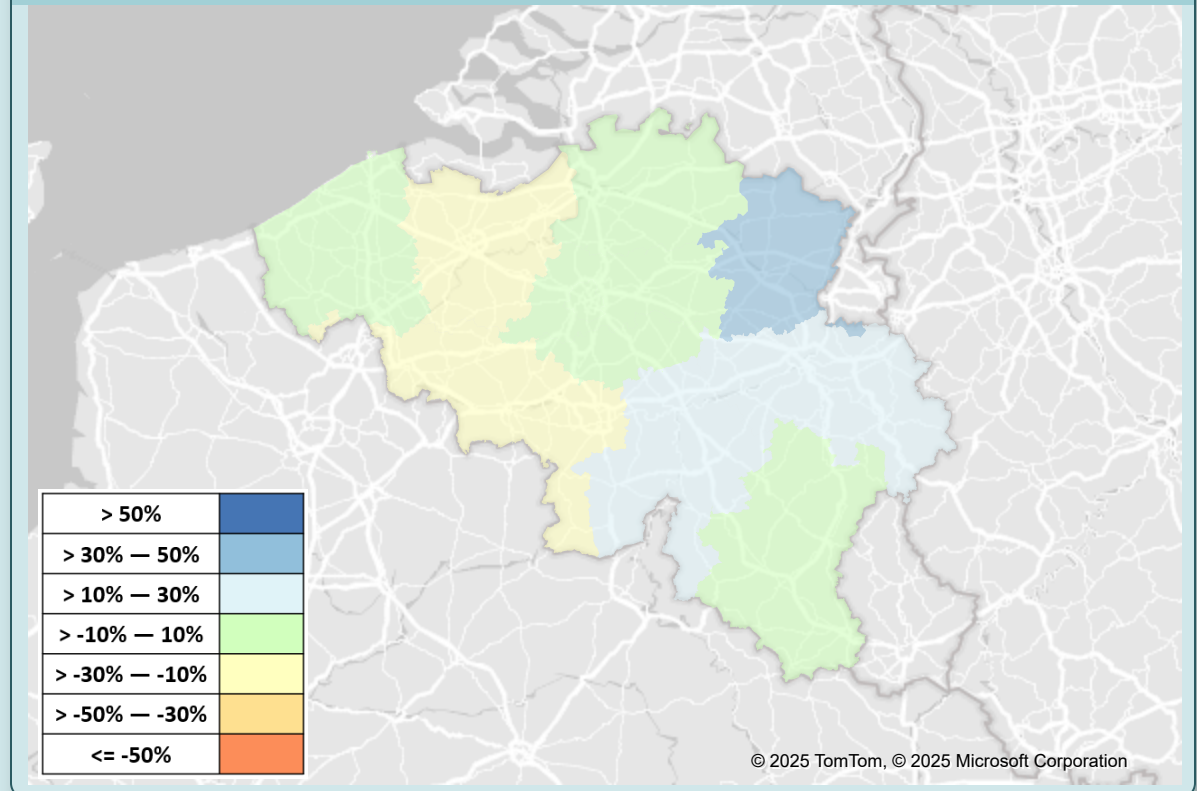 > 50%
> 30% — 50%
> 10% — 30%
> -10% — 10%
> -30% — -10%
> -50% — -30%
<= -50%
© 2025 TomTom, © 2025 Microsoft Corporation